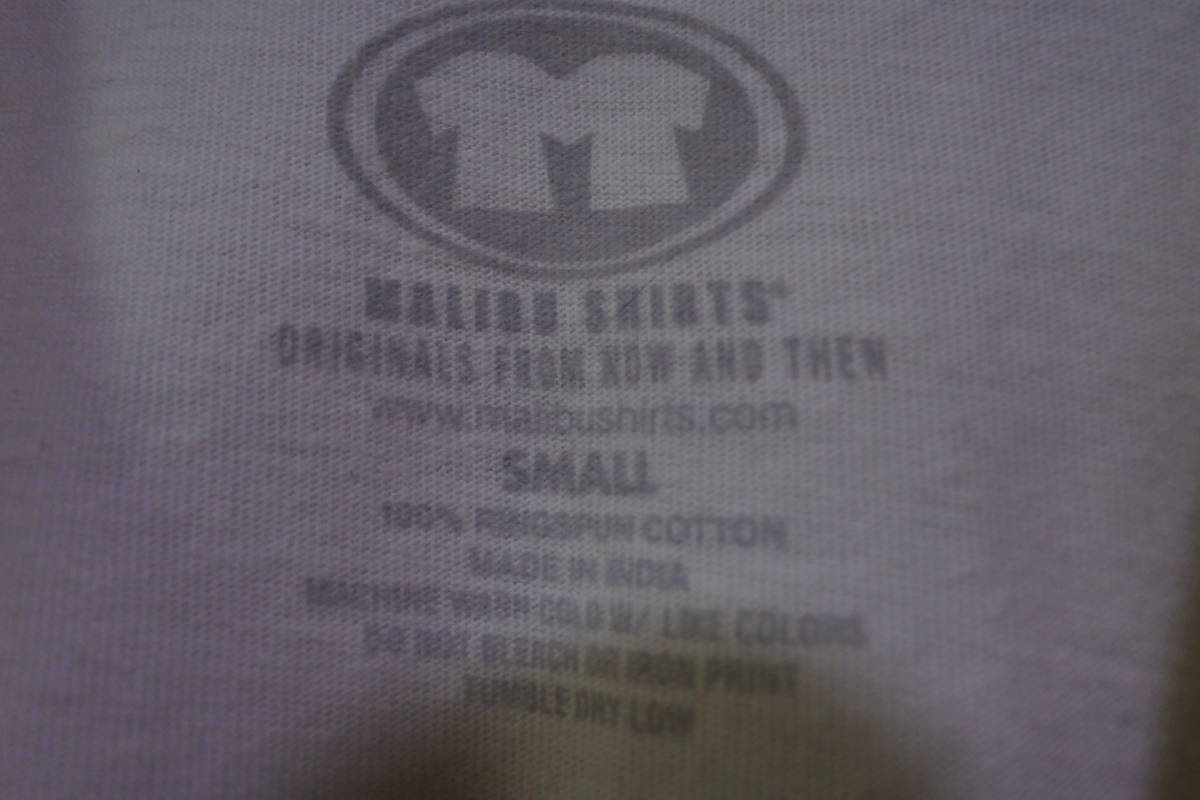 MALIBU SHIRTS®
ORIGINALS FROM NOW AND THEN
www.malibushirts.com
SMALL
100% RINGSPUN COTTON
MADE IN INDIA
MACHINE WASH COLD W/ LIKE COLORS
DO NOT BLEACH OR IRON PRINT
TUMBLE DRY LOW